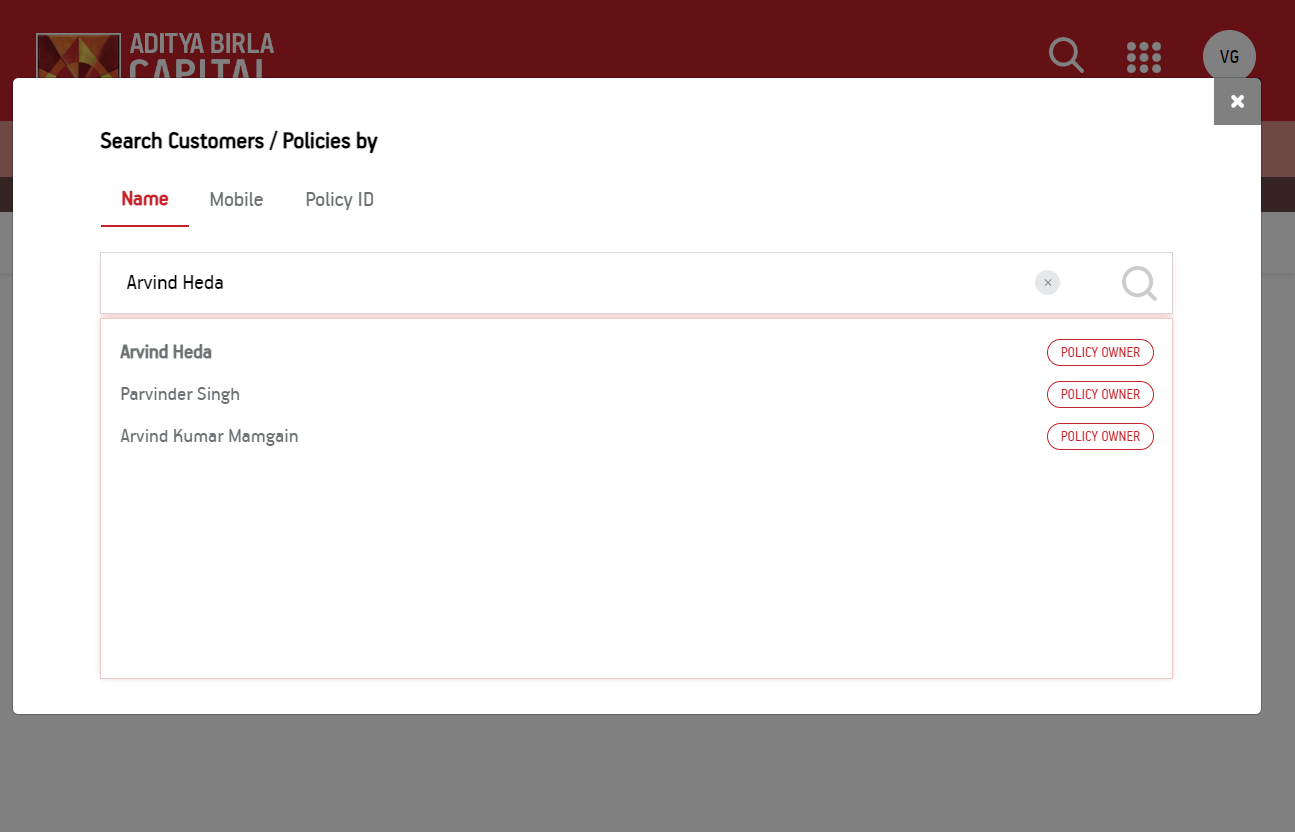 ADITYA BIRLA
CAPITAL
VG
Search Customers / Policies by
Name Mobile Policy ID
Arvind Heda
Arvind Heda POLICY OWNER
Parvinder Singh POLICY OWNER
Arvind Kumar Mamgain POLICY OWNER